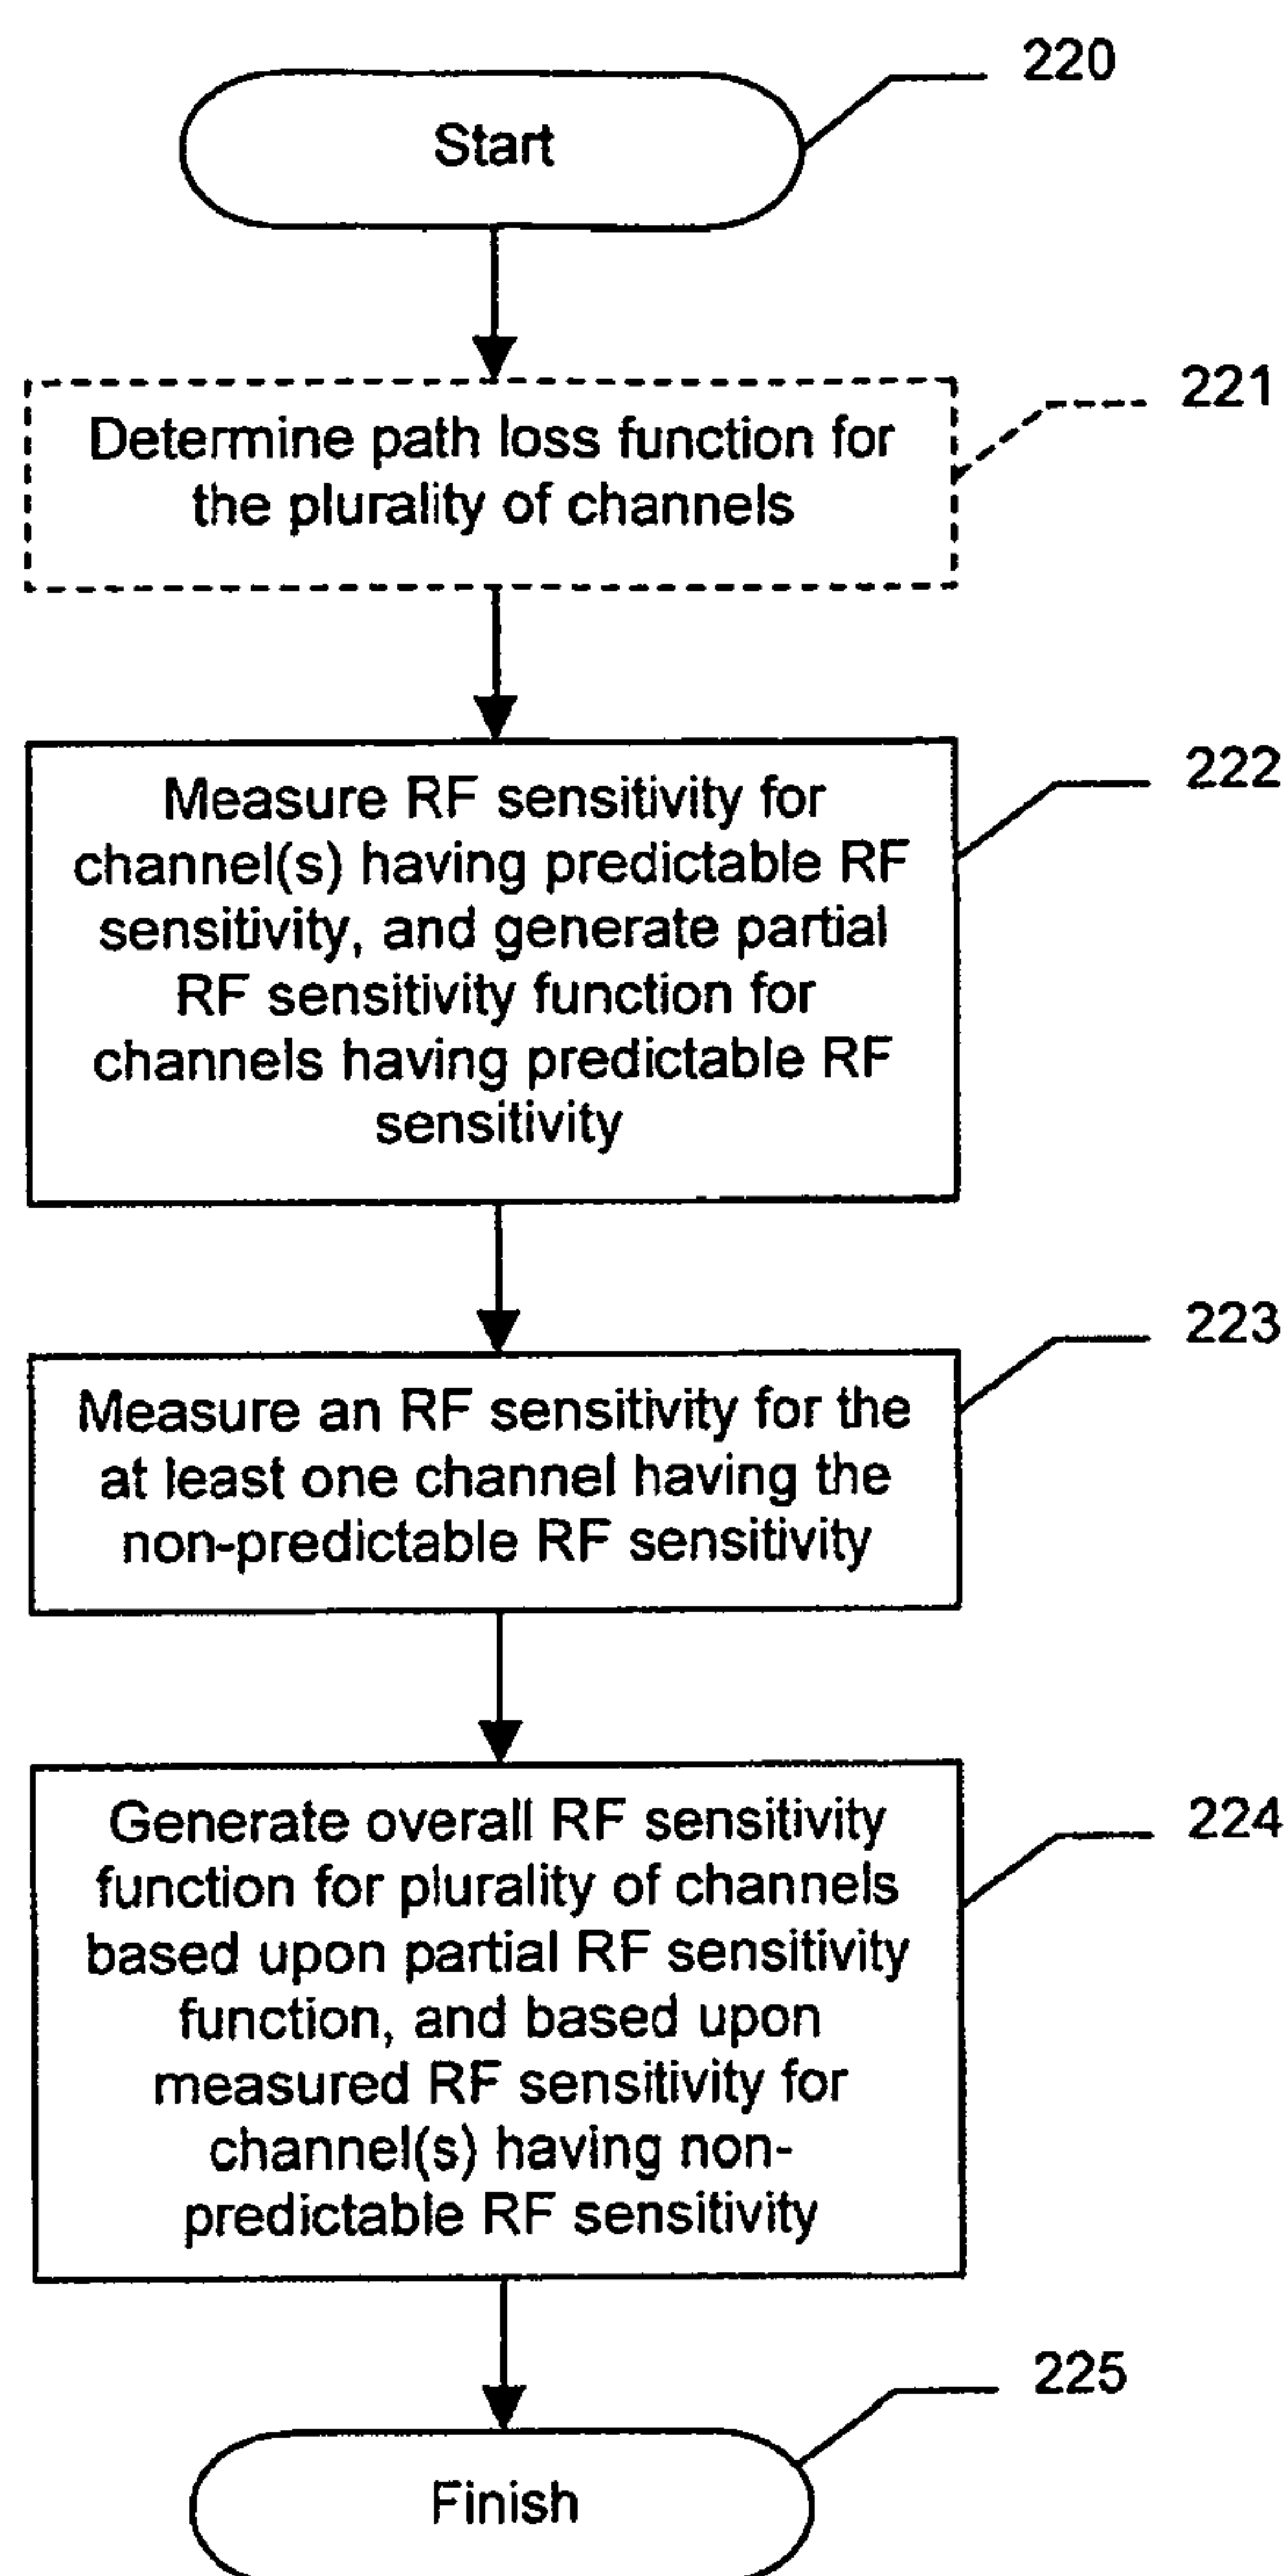 220
Start
221
Determine path loss function for
the plurality of channels
222
Measure RF sensitivity for
channel(s) having predictable RF
sensitivity, and generate partial
RF sensitivity function for
channels having predictable RF
sensitivity
223
Measure an RF sensitivity for the
at least one channel having the
non-predictable RF sensitivity
224
Generate overall RF sensitivity
function for plurality of channels
based upon partial RF sensitivity
function, and based upon
measured RF sensitivity for
channel(s) having non-
predictable RF sensitivity
225
Finish